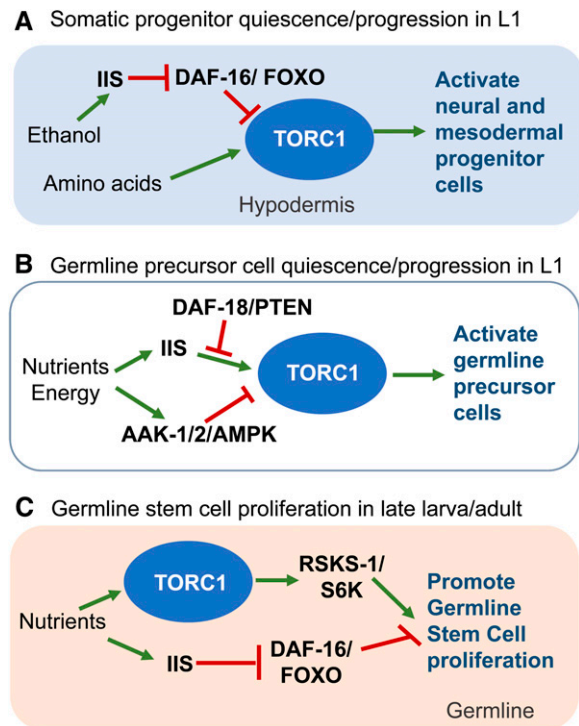 A Somatic progenitor quiescence/progression in L1
IIS
DAF-16/ FOXO
Ethanol
TORC1
Amino acids
Hypodermis
Activate
neural and
mesodermal
progenitor
cells
B Germline precursor cell quiescence/progression in L1
DAF-18/PTEN
IIS
Nutrients
Energy
TORC1
AAK-1/2/AMPK
Activate
germline
precursor
cells
C Germline stem cell proliferation in late larva/adult
TORC1
RSKS-1/
S6K
Nutrients
IIS
DAF-16/
FOXO
Promote
Germline
Stem Cell
proliferation
Germline